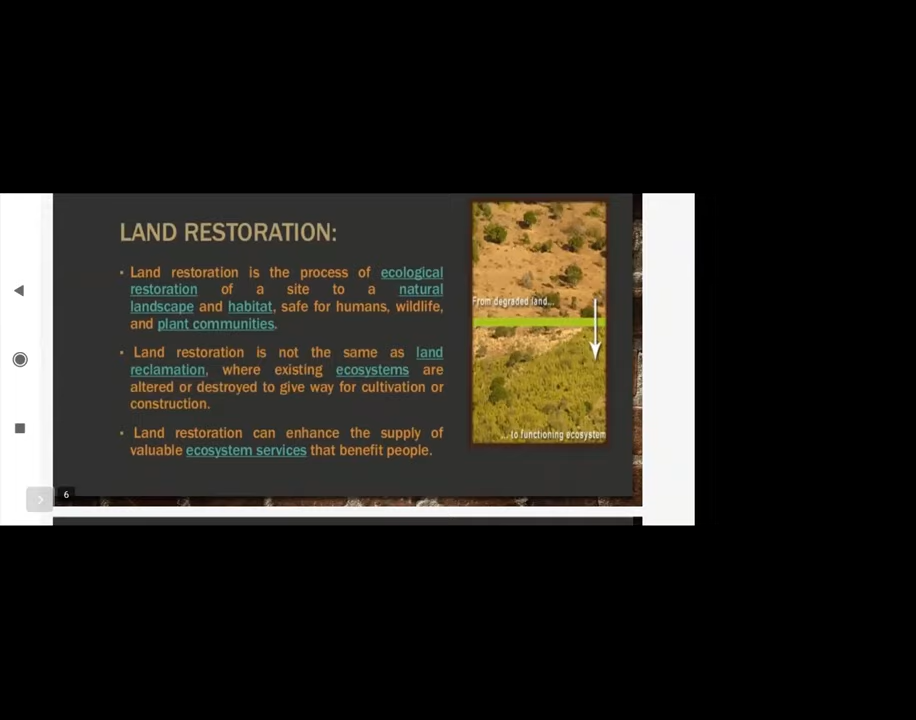 LAND RESTORATION:
• Land restoration is the process of ecological
restoration of a site to a natural
landscape and habitat, safe for humans, wildlife,
and plant communities.
• Land restoration is not the same as land
reclamation, where existing ecosystems are
altered or destroyed to give way for cultivation or
construction.
• Land restoration can enhance the supply of
valuable ecosystem services that benefit people.
From degraded land...
... to functioning ecosystem
6